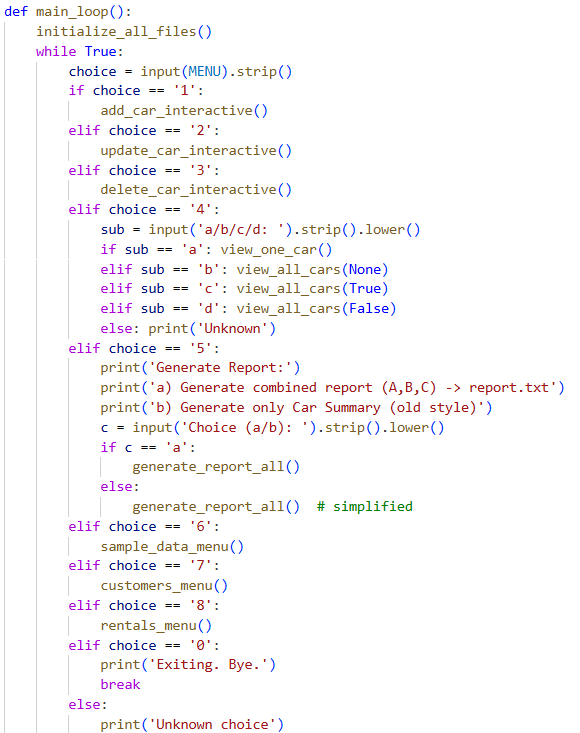 def main_loop():
    initialize_all_files()
    while True:
        choice = input(MENU).strip()
        if choice == '1':
            add_car_interactive()
        elif choice == '2':
            update_car_interactive()
        elif choice == '3':
            delete_car_interactive()
        elif choice == '4':
            sub = input('a/b/c/d: ').strip().lower()
            if sub == 'a': view_one_car()
            elif sub == 'b': view_all_cars(None)
            elif sub == 'c': view_all_cars(True)
            elif sub == 'd': view_all_cars(False)
            else: print('Unknown')
        elif choice == '5':
            print('Generate Report:')
            print('a) Generate combined report (A,B,C) -> report.txt')
            print('b) Generate only Car Summary (old style)')
            c = input('Choice (a/b): ').strip().lower()
            if c == 'a':
                generate_report_all()
            else:
                generate_report_all()  # simplified
        elif choice == '6':
            sample_data_menu()
        elif choice == '7':
            customers_menu()
        elif choice == '8':
            rentals_menu()
        elif choice == '0':
            print('Exiting. Bye.')
            break
        else:
            print('Unknown choice')